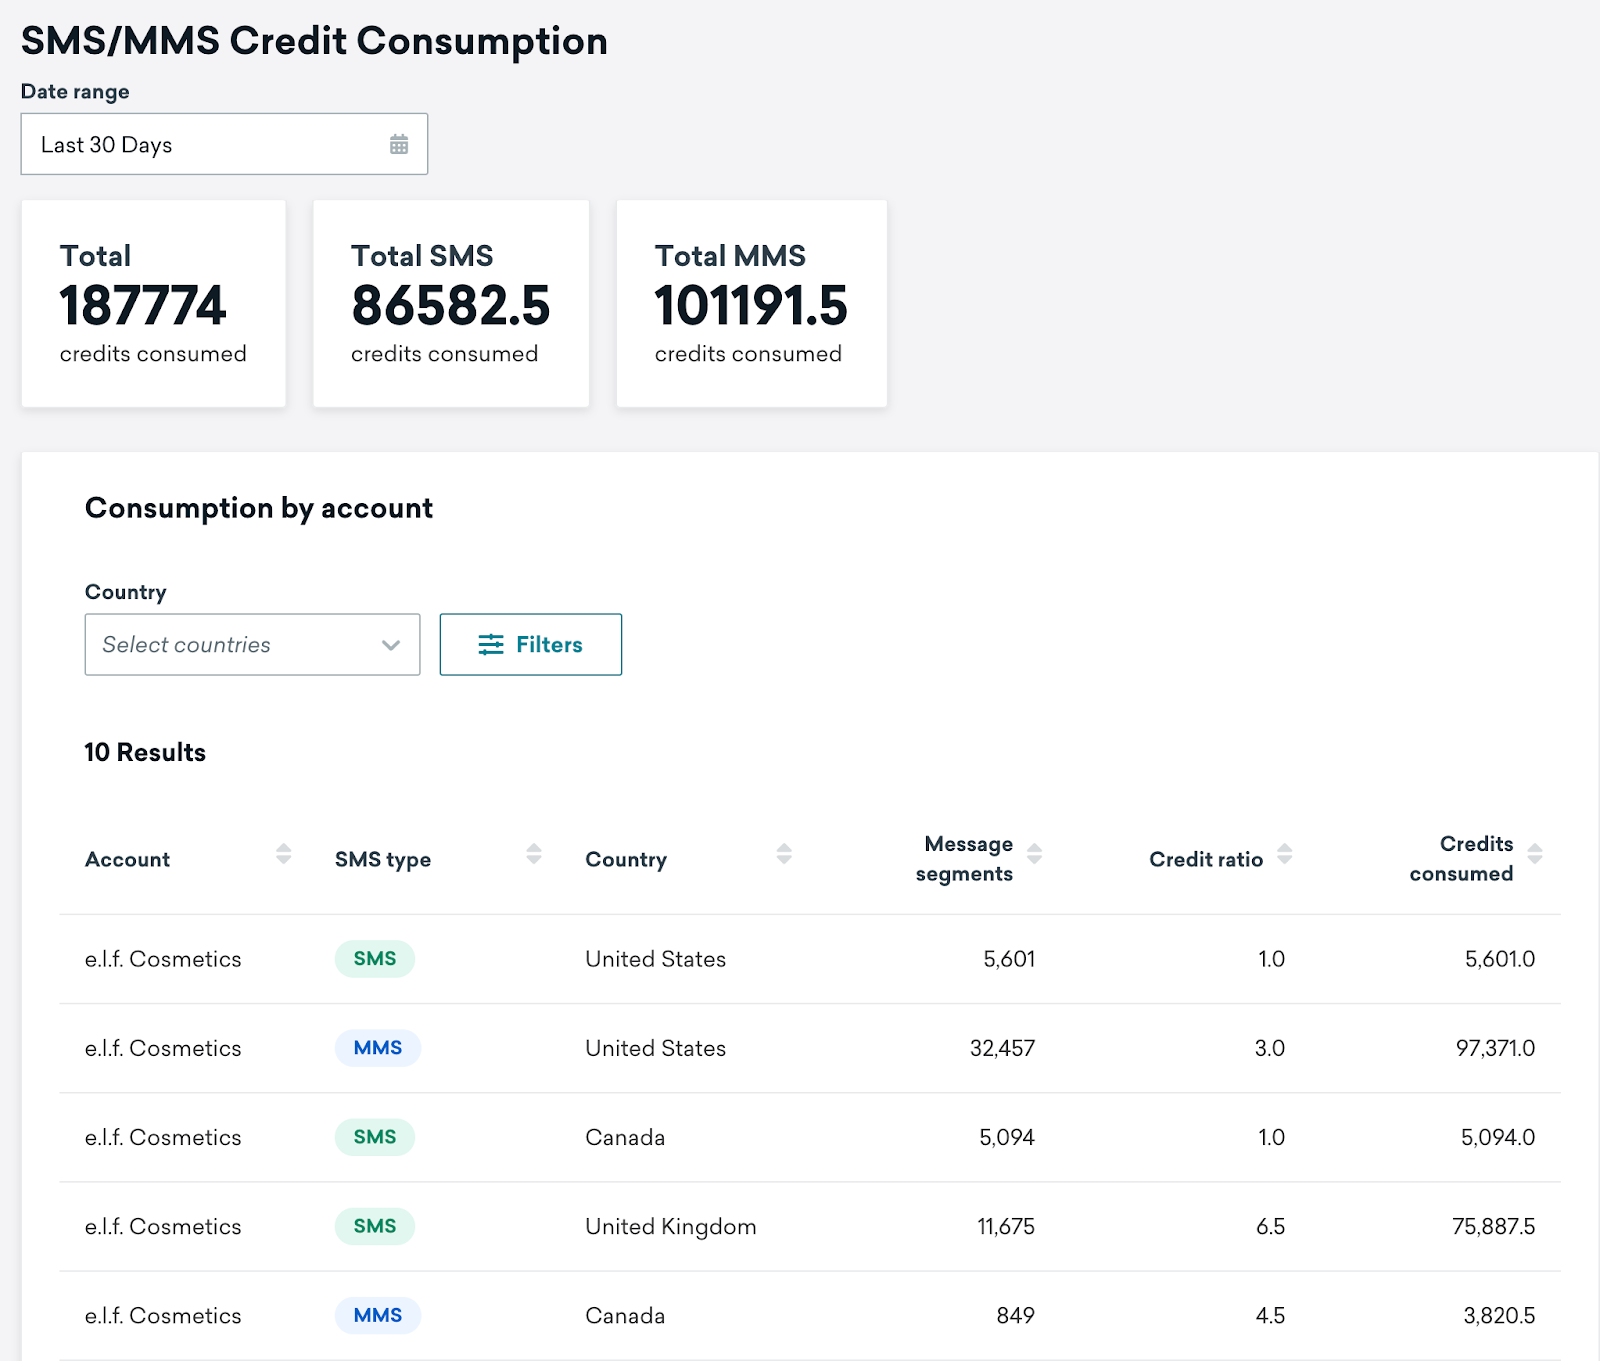 SMS/MMS Credit Consumption
Date range
Last 30 Days
Total
187774
credits consumed
Total SMS
86582.5
credits consumed
Total MMS
101191.5
credits consumed
Consumption by account
Country
Select countries
Filters
10 Results
Account SMS type Country Message segments Credit ratio Credits consumed
e.l.f. Cosmetics SMS United States 5,601 1.0 5,601.0
e.l.f. Cosmetics MMS United States 32,457 3.0 97,371.0
e.l.f. Cosmetics SMS Canada 5,094 1.0 5,094.0
e.l.f. Cosmetics SMS United Kingdom 11,675 6.5 75,887.5
e.l.f. Cosmetics MMS Canada 849 4.5 3,820.5